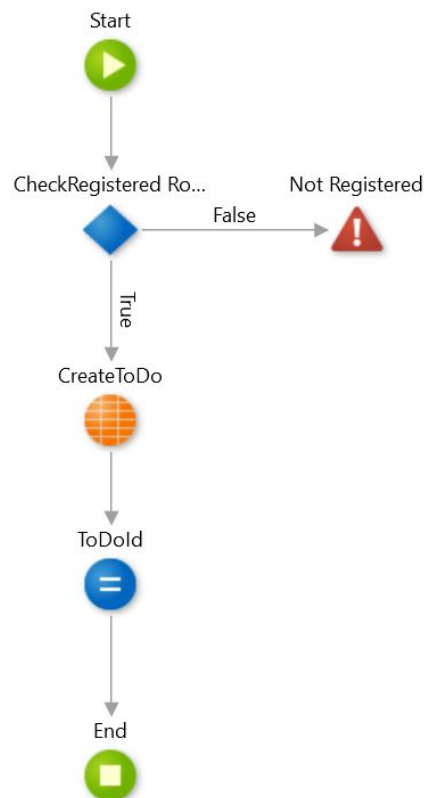 Start
CheckRegistered Ro...
Not Registered
False
True
CreateToDo
ToDoId
End